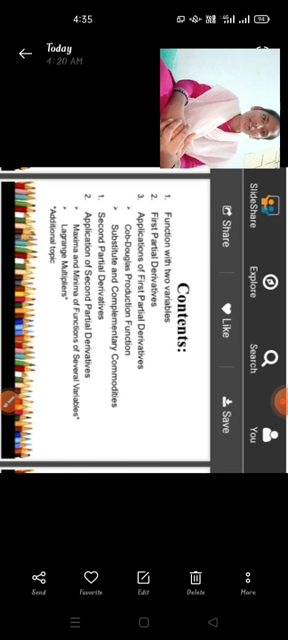 4:35
94
Today
4:20 AM
SlideShare
Explore
Search
You
Share
Like
Save
Contents:
1. Function with two variables
2. First Partial Derivatives
3. Applications of First Partial Derivatives
➢ Cob-Douglas Production Function
➢ Substitute and Complementary Commodities
1. Second Partial Derivatives
2. Application of Second Partial Derivatives
➢ Maxima and Minima of Functions of Several Variables*
➢ Lagrange Multipliers*
*Additional topic
Send
Favorite
Edit
Delete
More